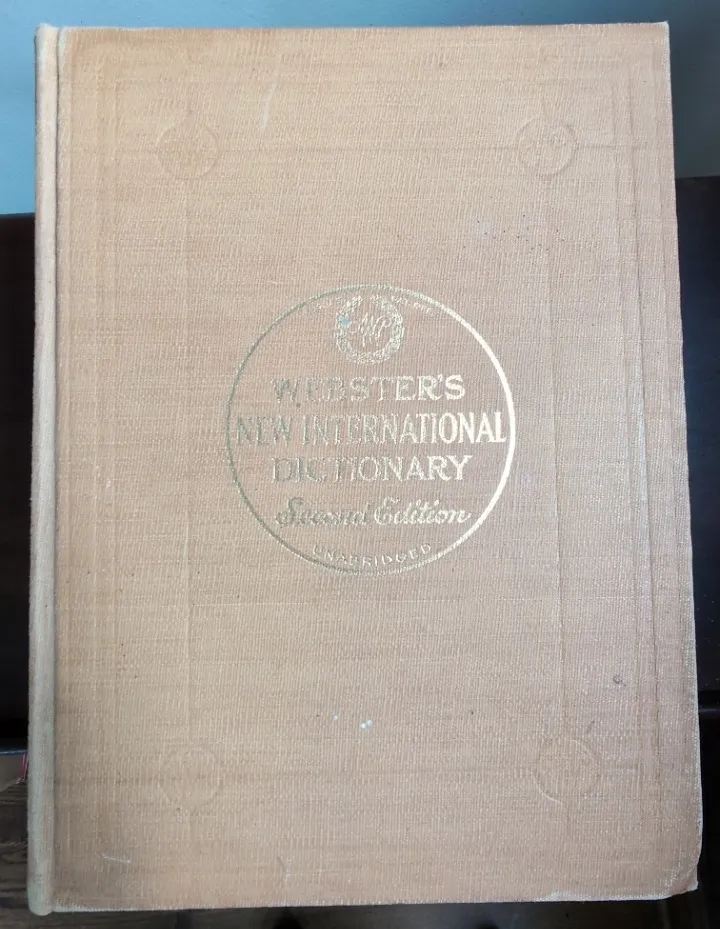 WEBSTER'S
NEW INTERNATIONAL
DICTIONARY
Second Edition
UNABRIDGED